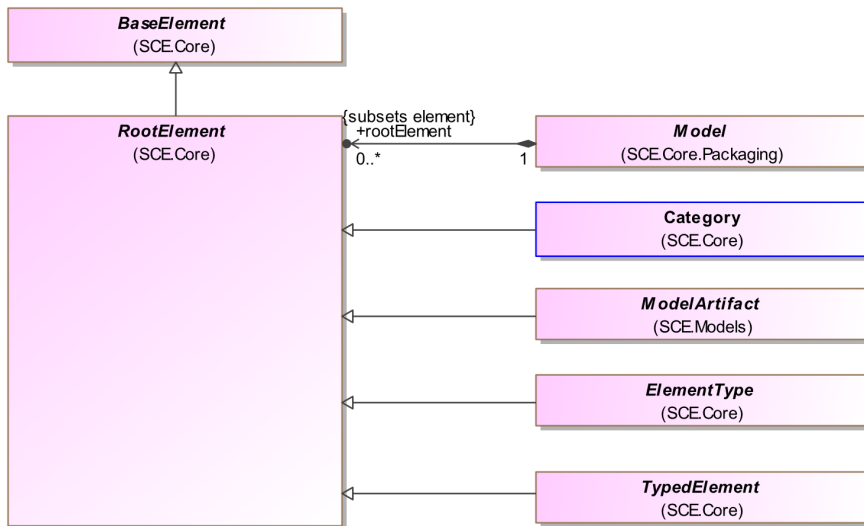 BaseElement
(SCE.Core)
RootElement
(SCE.Core)
{subsets element}
+rootElement
0..*
1
Model
(SCE.Core.Packaging)
Category
(SCE.Core)
ModelArtifact
(SCE.Models)
ElementType
(SCE.Core)
TypedElement
(SCE.Core)